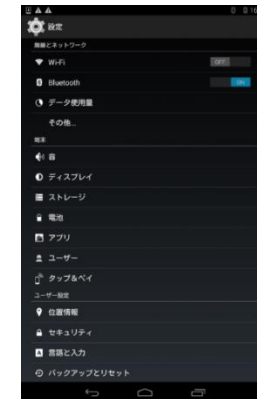 設定
無線とネットワーク
Wi-Fi
OFF
Bluetooth
ON
データ使用量
その他...
端末
音
ディスプレイ
ストレージ
電池
アプリ
ユーザー
タップ&ペイ
ユーザー設定
位置情報
セキュリティ
言語と入力
バックアップとリセット